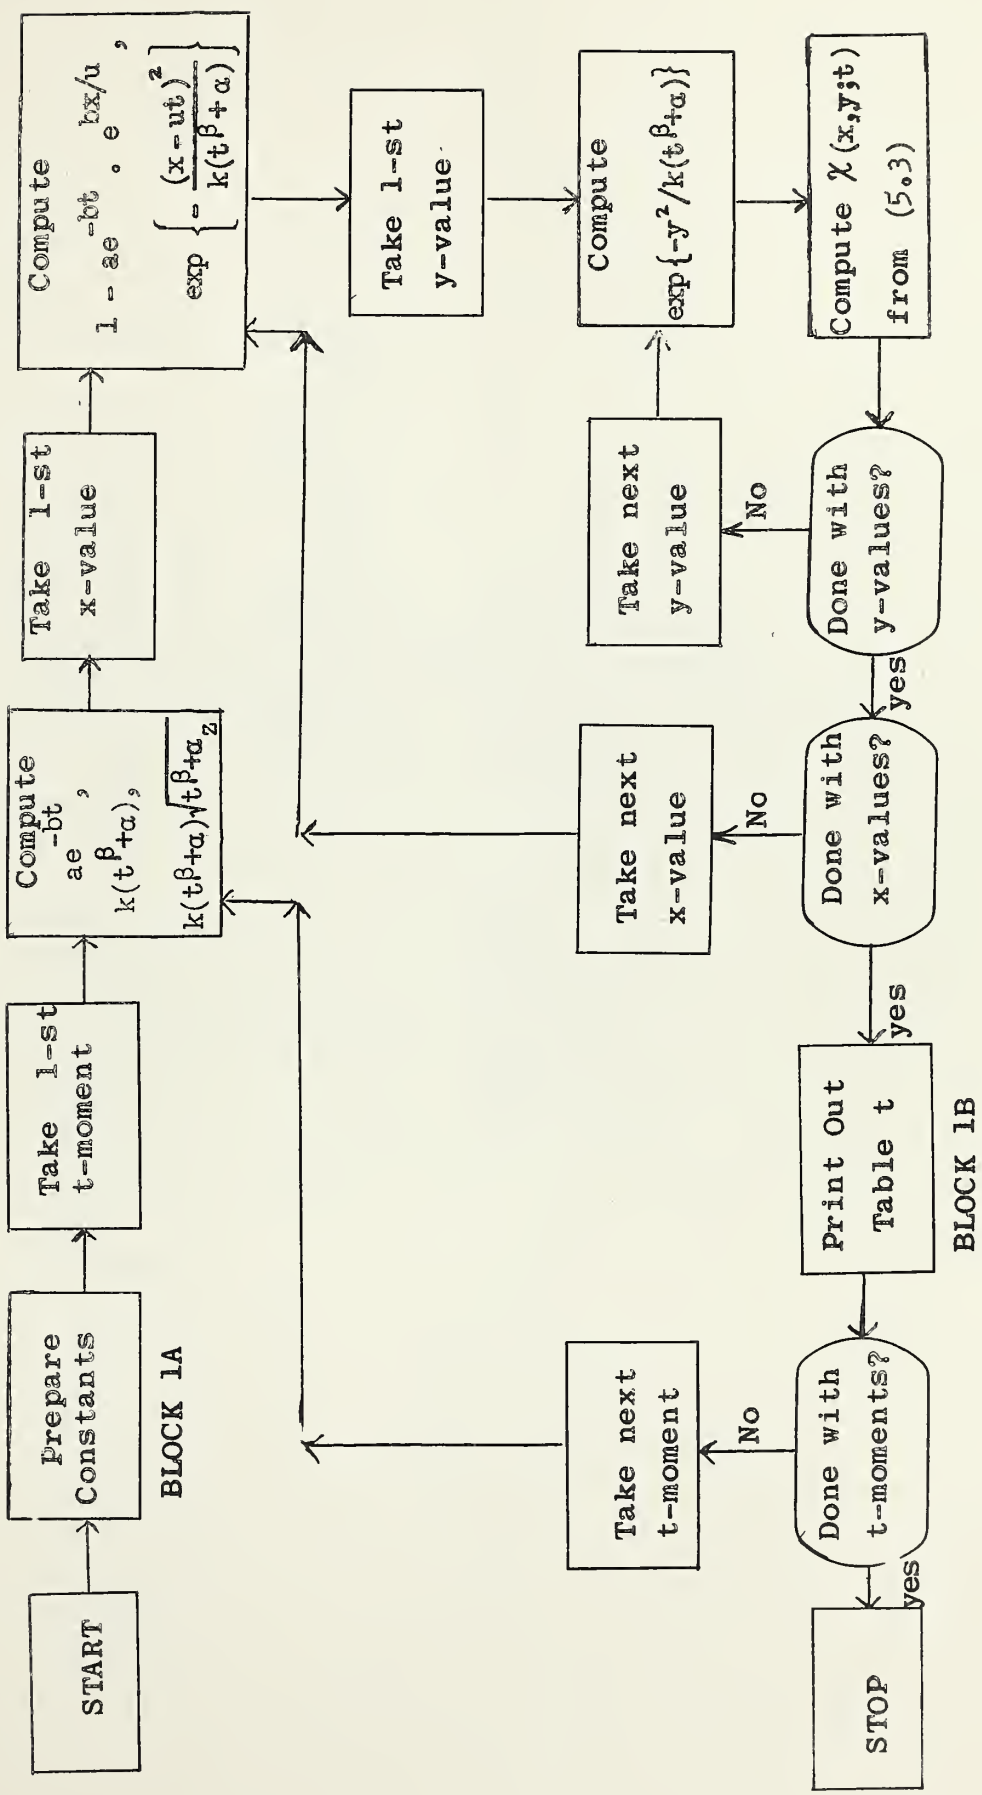 START
Prepare
Constants
BLOCK 1A
Take 1-st
t-moment
Compute
ae^-bt ,
k(t^β+α),
k(t^β+α)√t^β+α_z
Take 1-st
x-value
Compute
1 - ae^-bt . e^bx/u ,
exp { - (x-ut)^2 / k(t^β+α) }
Take 1-st
y-value
Compute
exp{-y^2/k(t^β+α)}
Compute χ(x,y;t)
from (5.3)
Done with
y-values?
No
Take next
y-value
yes
Done with
x-values?
No
Take next
x-value
yes
Print Out
Table t
BLOCK 1B
Done with
t-moments?
No
Take next
t-moment
yes
STOP